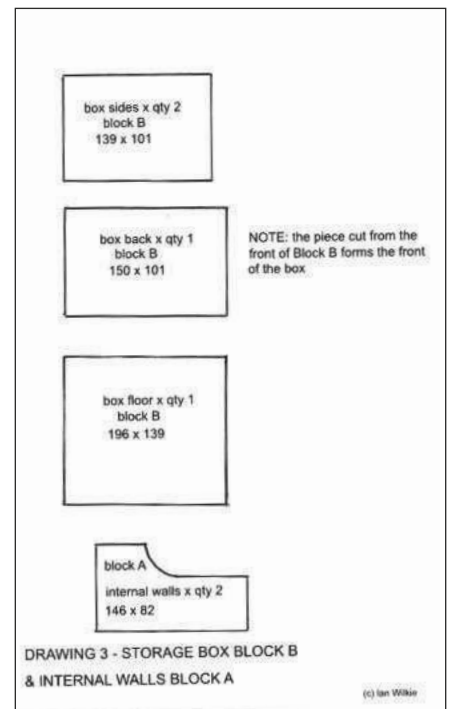 box sides x qty 2
block B
139 x 101
box back x qty 1
block B
150 x 101
NOTE: the piece cut from the
front of Block B forms the front
of the box
box floor x qty 1
block B
196 x 139
block A
internal walls x qty 2
146 x 82
DRAWING 3 - STORAGE BOX BLOCK B
& INTERNAL WALLS BLOCK A
(c) Ian Wilkie